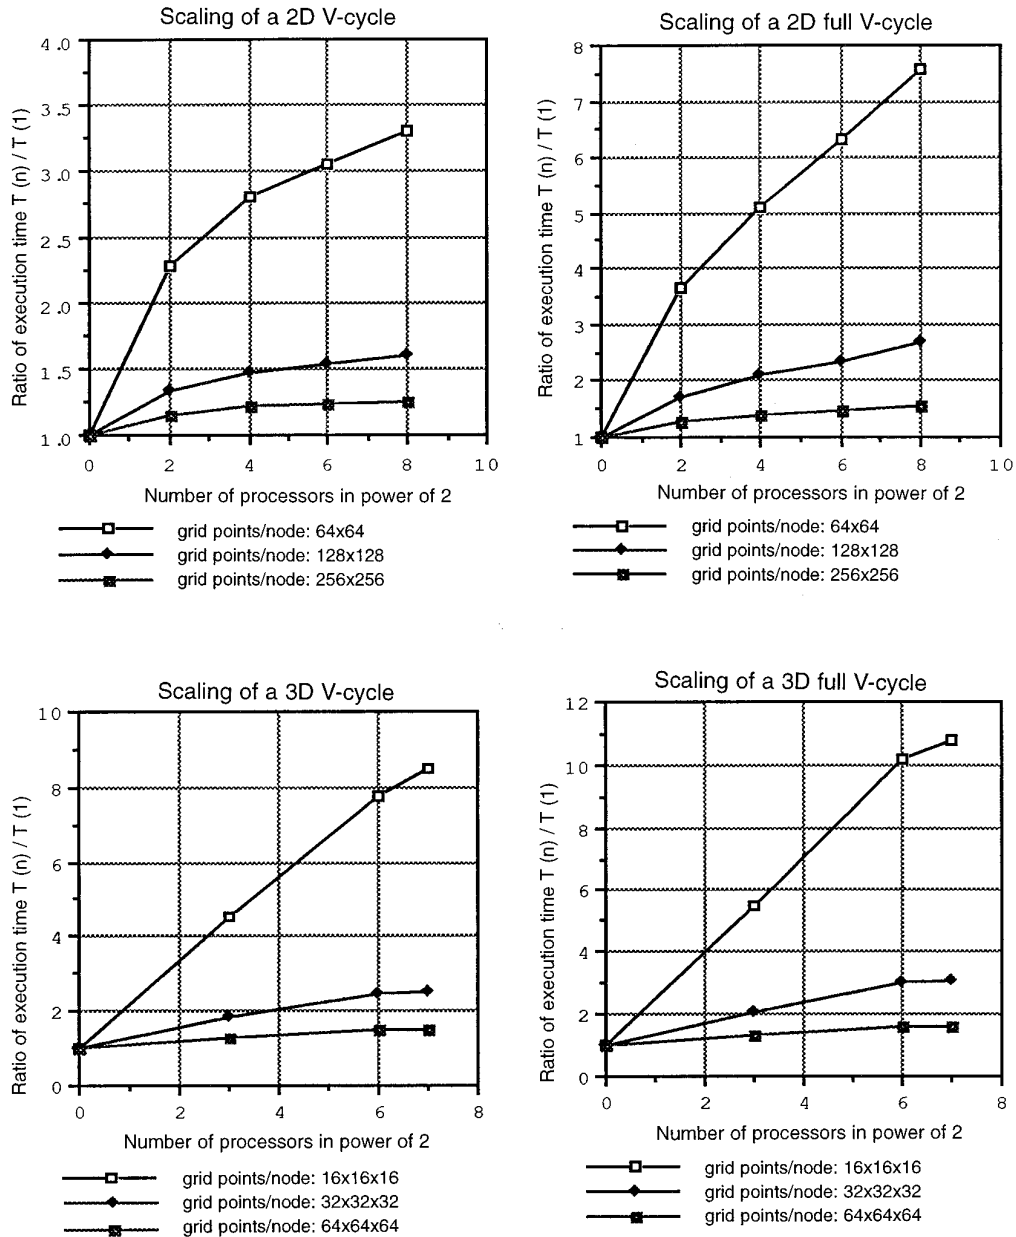 Scaling of a 2D V-cycle
4.0
3.5
3.0
2.5
2.0
1.5
1.0
Ratio of execution time T (n) / T (1)
0 2 4 6 8 10
Number of processors in power of 2
grid points/node: 64x64
grid points/node: 128x128
grid points/node: 256x256
Scaling of a 2D full V-cycle
8
7
6
5
4
3
2
1
Ratio of execution time T (n) / T (1)
0 2 4 6 8 10
Number of processors in power of 2
grid points/node: 64x64
grid points/node: 128x128
grid points/node: 256x256
Scaling of a 3D V-cycle
10
8
6
4
2
0
Ratio of execution time T (n) / T (1)
0 2 4 6 8
Number of processors in power of 2
grid points/node: 16x16x16
grid points/node: 32x32x32
grid points/node: 64x64x64
Scaling of a 3D full V-cycle
12
10
8
6
4
2
0
Ratio of execution time T (n) / T (1)
0 2 4 6 8
Number of processors in power of 2
grid points/node: 16x16x16
grid points/node: 32x32x32
grid points/node: 64x64x64